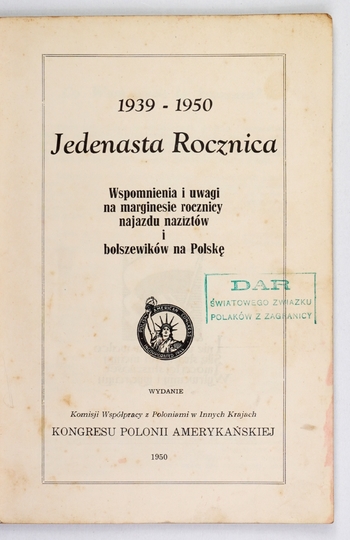 1939 - 1950
Jedenasta Rocznica
Wspomnienia i uwagi
na marginesie rocznicy
najazdu naziztów
i
bolszewików na Polskę
DAR
ŚWIATOWEGO ZWIĄZKU
POLAKÓW Z ZAGRANICY
WYDANIE
Komisji Współpracy z Poloniami w Innych Krajach
KONGRESU POLONII AMERYKAŃSKIEJ
1950